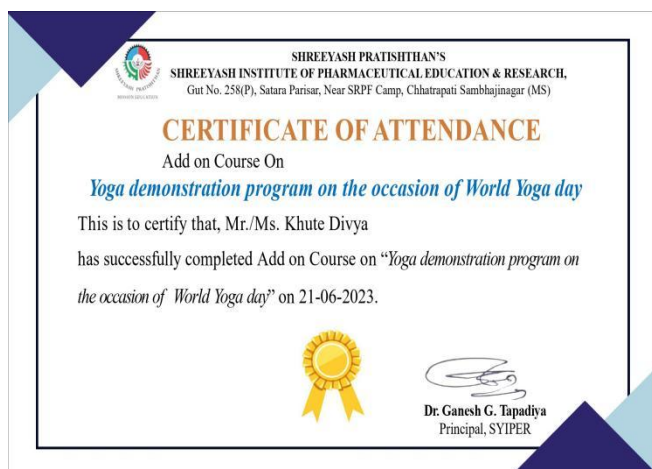 SHREEYASH PRATISHTHAN'S
SHREEYASH INSTITUTE OF PHARMACEUTICAL EDUCATION & RESEARCH,
Gut No. 258(P), Satara Parisar, Near SRPF Camp, Chhatrapati Sambhajinagar (MS)
SHREEYASH PRATISHTHAN
CERTIFICATE OF ATTENDANCE
Add on Course On
Yoga demonstration program on the occasion of World Yoga day
This is to certify that, Mr./Ms. Khute Divya
has successfully completed Add on Course on “Yoga demonstration program on
the occasion of World Yoga day” on 21-06-2023.
Dr. Ganesh G. Tapadiya
Principal, SYIPER